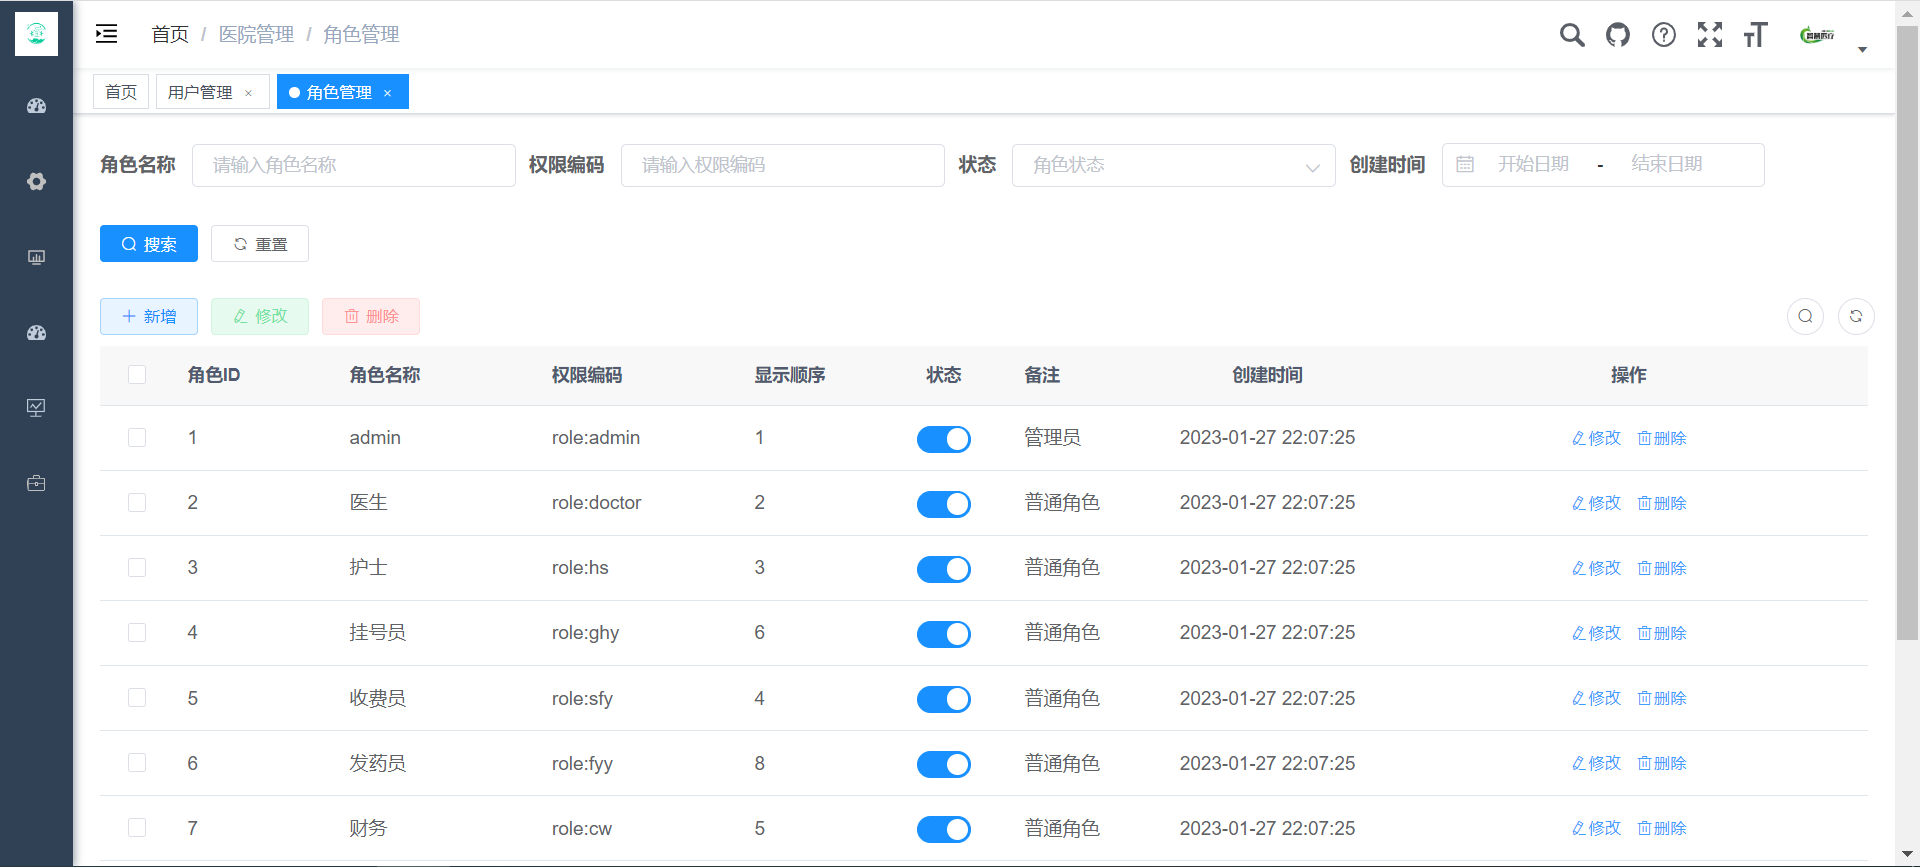 首页 / 医院管理 / 角色管理
首页 用户管理 × 角色管理 ×
角色名称 请输入角色名称 权限编码 请输入权限编码 状态 角色状态 创建时间 开始日期 - 结束日期
搜索 重置
新增 修改 删除
角色ID 角色名称 权限编码 显示顺序 状态 备注 创建时间 操作
1 admin role:admin 1 管理员 2023-01-27 22:07:25 修改 删除
2 医生 role:doctor 2 普通角色 2023-01-27 22:07:25 修改 删除
3 护士 role:hs 3 普通角色 2023-01-27 22:07:25 修改 删除
4 挂号员 role:ghy 6 普通角色 2023-01-27 22:07:25 修改 删除
5 收费员 role:sfy 4 普通角色 2023-01-27 22:07:25 修改 删除
6 发药员 role:fyy 8 普通角色 2023-01-27 22:07:25 修改 删除
7 财务 role:cw 5 普通角色 2023-01-27 22:07:25 修改 删除